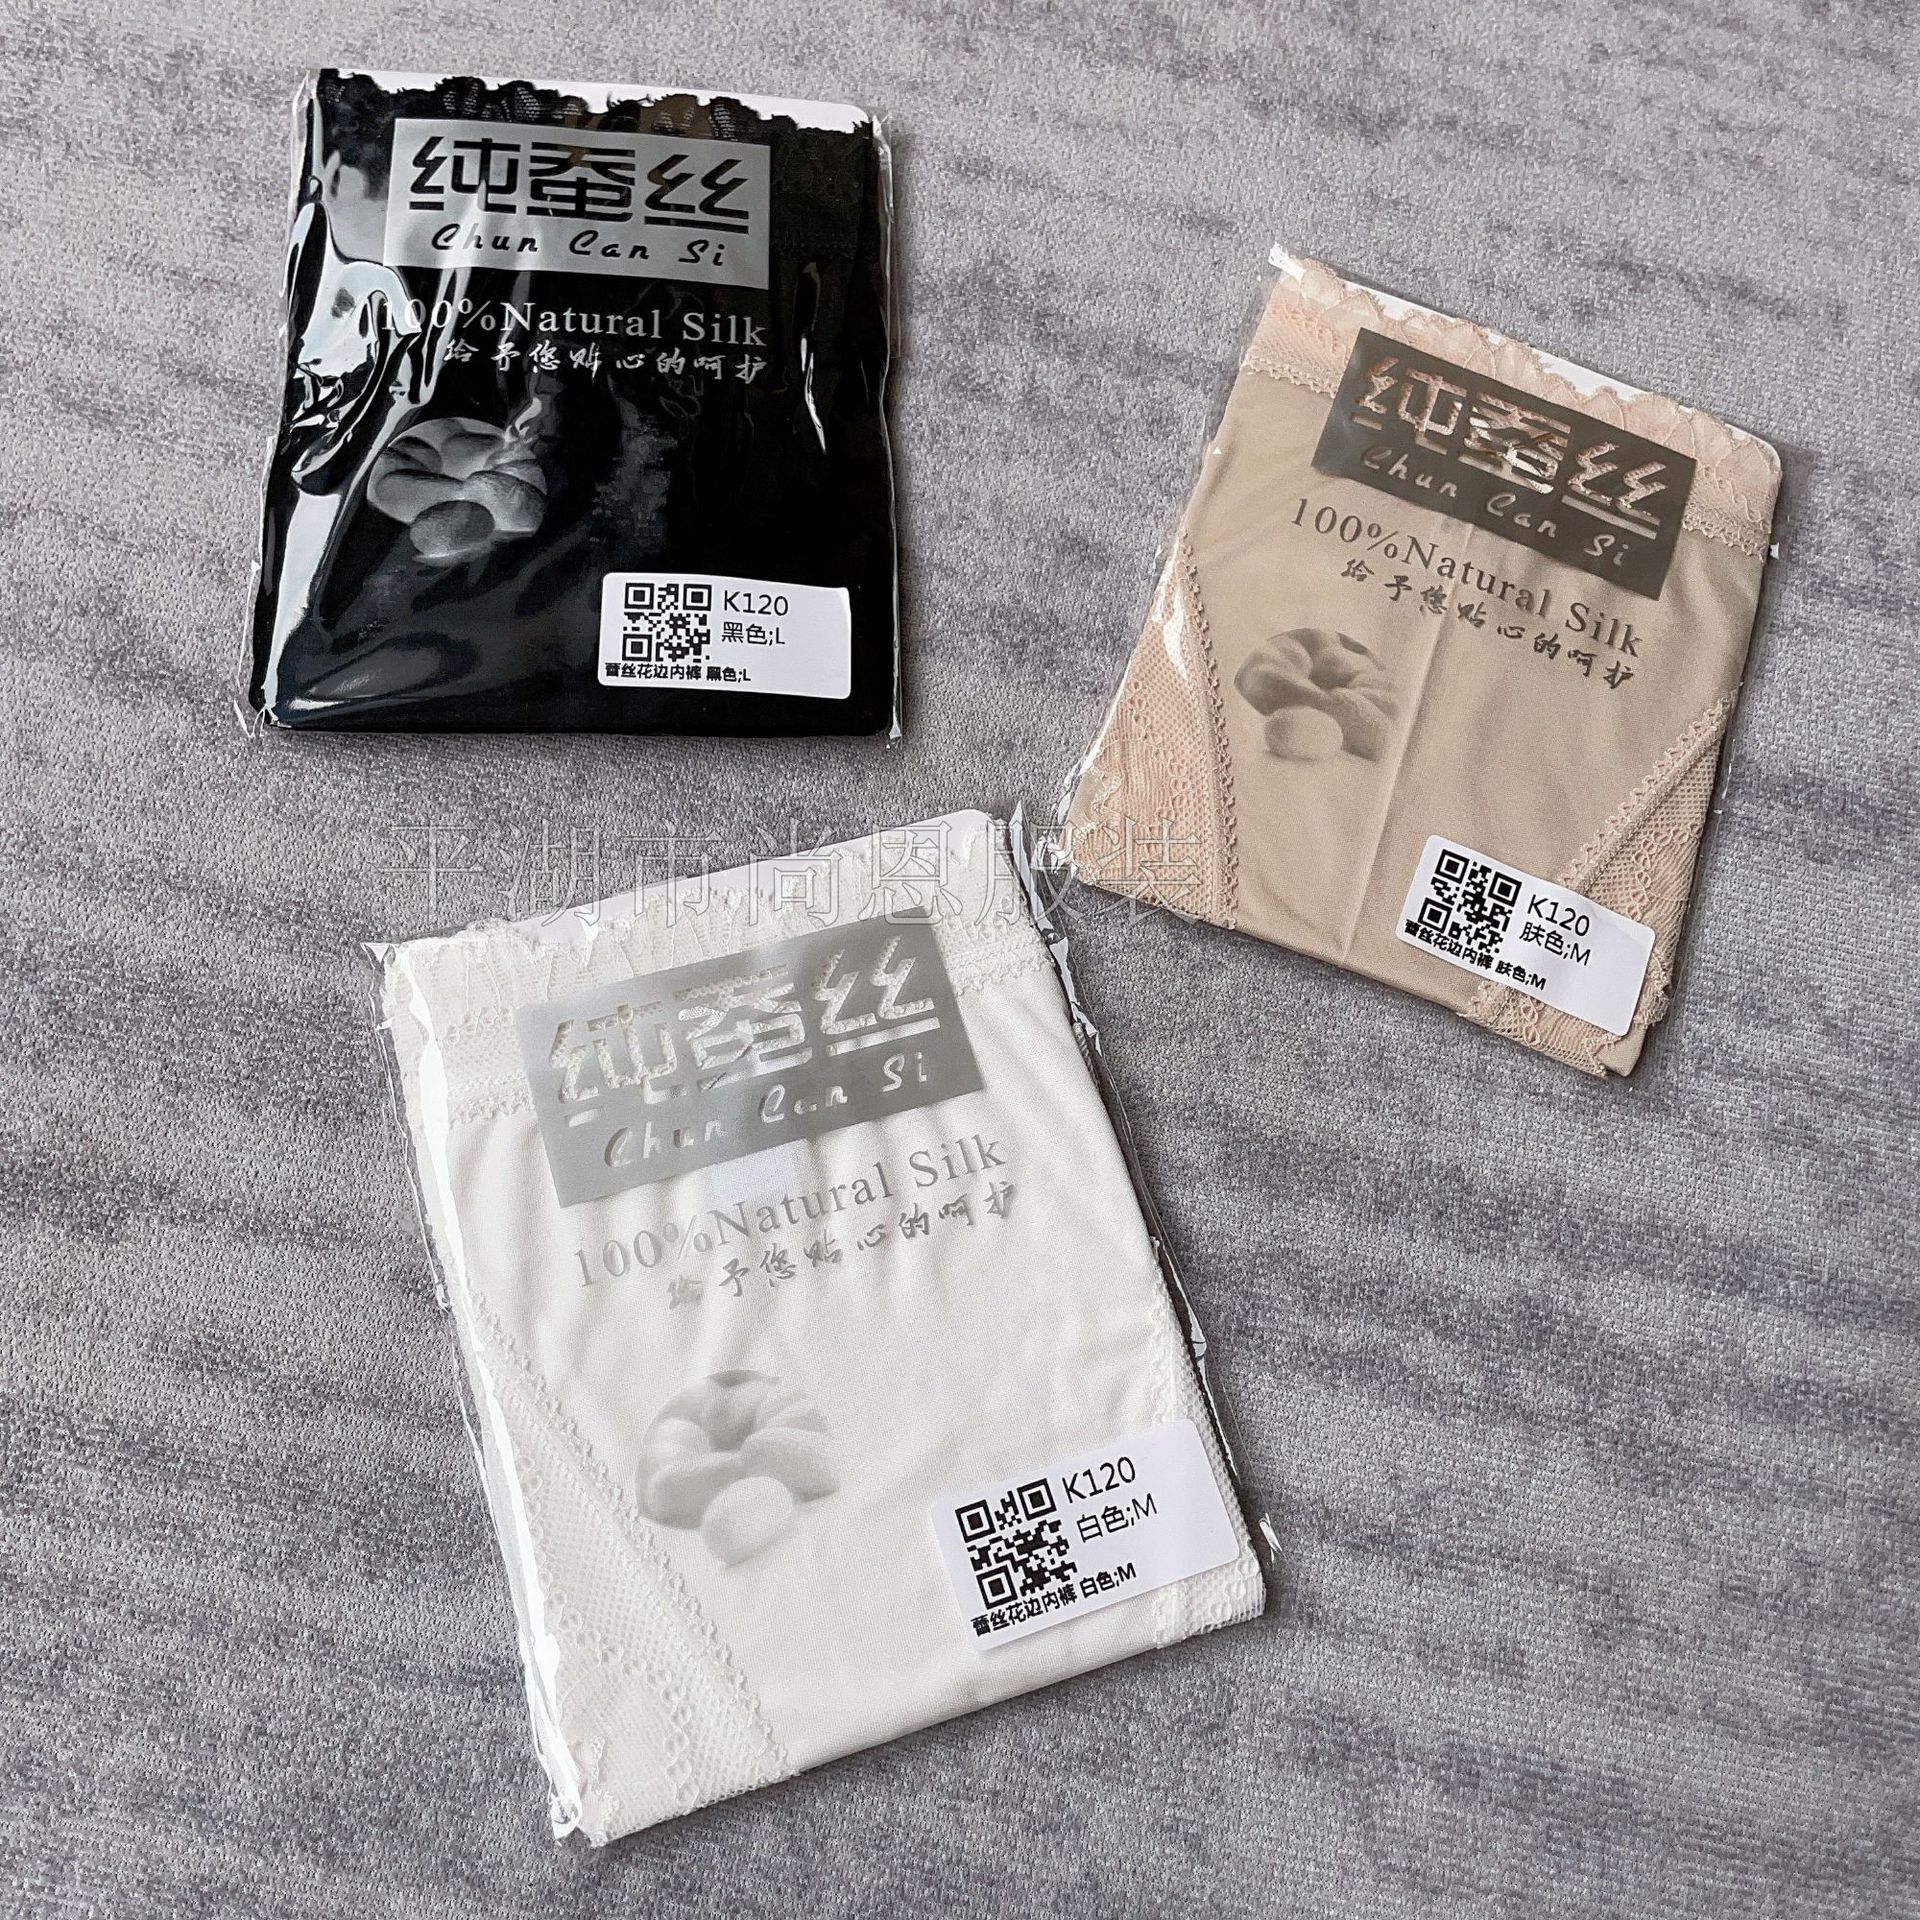 纯蚕丝
Chun Can Si
100%Natural Silk
给予您贴心的呵护
K120
黑色;L
蕾丝花边内裤 黑色;L
纯蚕丝
Chun Can Si
100%Natural Silk
给予您贴心的呵护
K120
肤色;M
蕾丝花边内裤 肤色;M
平湖市尚恩服装
纯蚕丝
Chun Can Si
100%Natural Silk
给予您贴心的呵护
K120
白色;M
蕾丝花边内裤 白色;M